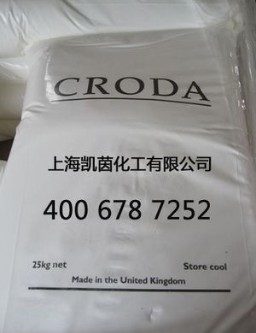 CRODA
上海凯茵化工有限公司
400 678 7252
25kg net Store cool
Made in the United Kingdom